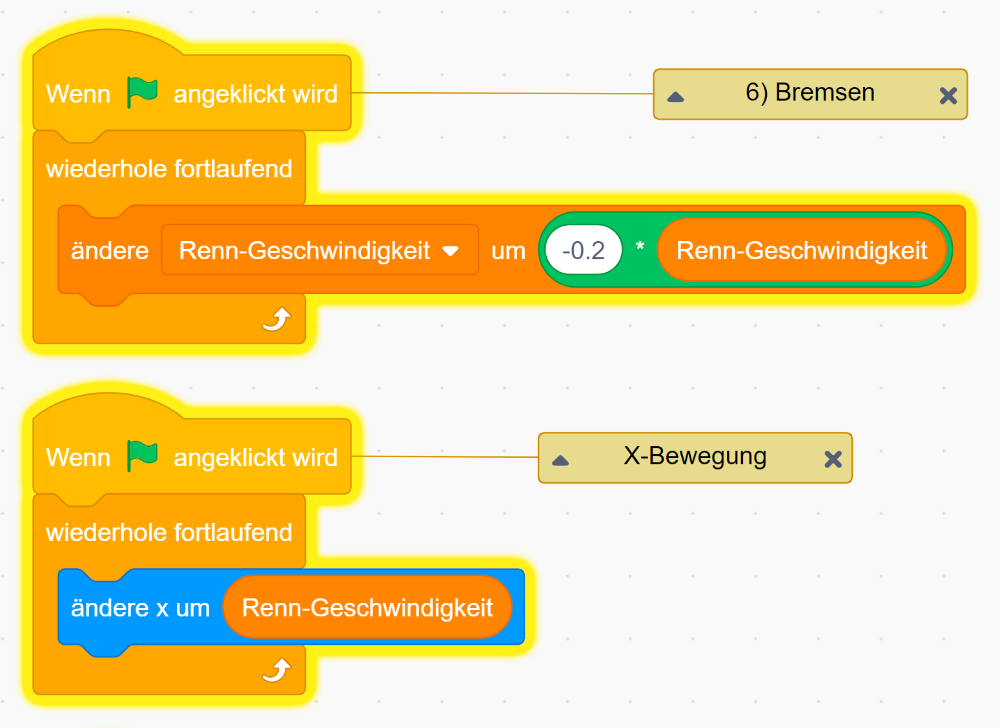 Wenn angeklickt wird
6) Bremsen
wiederhole fortlaufend
ändere Renn-Geschwindigkeit um -0.2 * Renn-Geschwindigkeit
Wenn angeklickt wird
X-Bewegung
wiederhole fortlaufend
ändere x um Renn-Geschwindigkeit